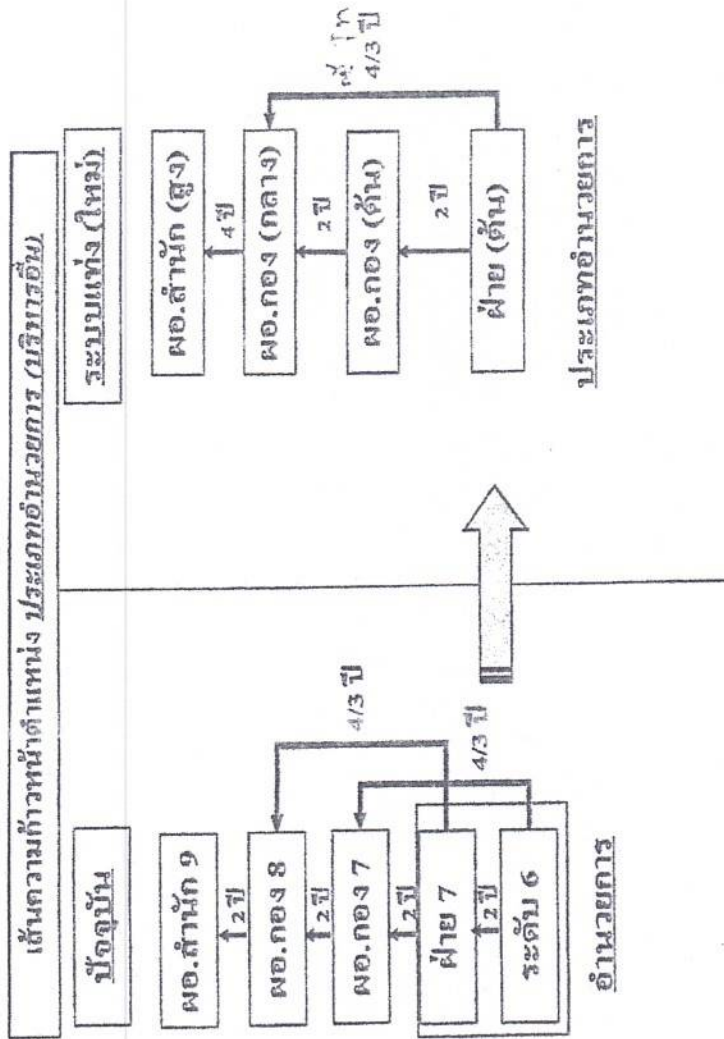 เส้นความก้าวหน้าตำแหน่ง ประเภทอำนวยการ (บริหารอื่น)
ปัจจุบัน
ผอ.สำนัก 9
2 ปี
ผอ.กอง 8
2 ปี
ผอ.กอง 7
2 ปี
ฝ่าย 7
2 ปี
ระดับ 6
4/3 ปี
4/3 ปี
อำนวยการ
ระบบแท่ง (ใหม่)
ผอ.สำนัก (สูง)
4 ปี
ผอ.กอง (กลาง)
2 ปี
ผอ.กอง (ต้น)
2 ปี
ฝ่าย (ต้น)
4/3 ปี
ประเภทอำนวยการ